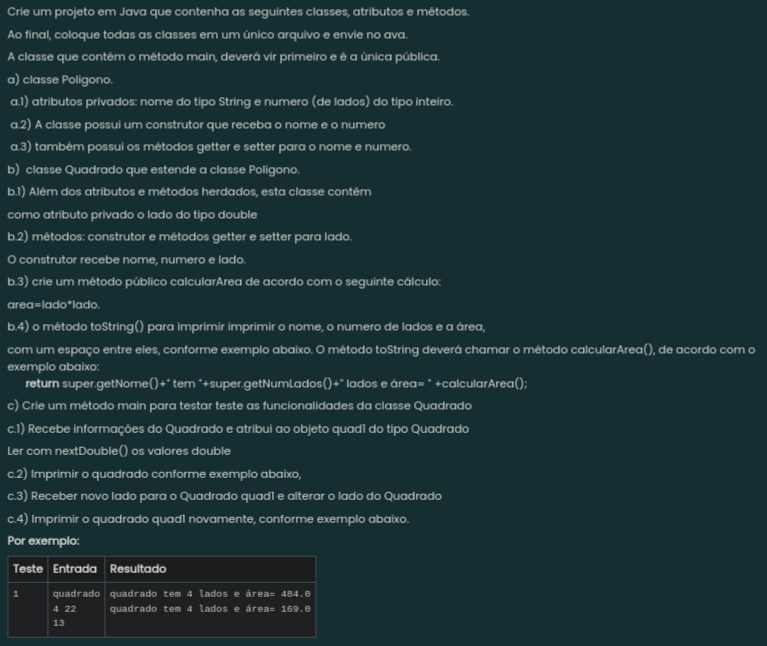 Crie um projeto em Java que contenha as seguintes classes, atributos e métodos.
Ao final, coloque todas as classes em um único arquivo e envie no ava.
A classe que contém o método main, deverá vir primeiro e é a única pública.
a) classe Poligono.
a.1) atributos privados: nome do tipo String e numero (de lados) do tipo inteiro.
a.2) A classe possui um construtor que receba o nome e o numero
a.3) também possui os métodos getter e setter para o nome e numero.
b) classe Quadrado que estende a classe Poligono.
b.1) Além dos atributos e métodos herdados, esta classe contém
como atributo privado o lado do tipo double
b.2) métodos: construtor e métodos getter e setter para lado.
O construtor recebe nome, numero e lado.
b.3) crie um método público calcularArea de acordo com o seguinte cálculo:
area=lado*lado.
b.4) o método toString() para imprimir imprimir o nome, o numero de lados e a área,
com um espaço entre eles, conforme exemplo abaixo. O método toString deverá chamar o método calcularArea(), de acordo com o
exemplo abaixo:
return super.getNome()+" tem "+super.getNumLados()+" lados e área= " +calcularArea();
c) Crie um método main para testar teste as funcionalidades da classe Quadrado
c.1) Recebe informações do Quadrado e atribui ao objeto quad1 do tipo Quadrado
Ler com nextDouble() os valores double
c.2) Imprimir o quadrado conforme exemplo abaixo,
c.3) Receber novo lado para o Quadrado quad1 e alterar o lado do Quadrado
c.4) Imprimir o quadrado quad1 novamente, conforme exemplo abaixo.
Por exemplo:
Teste Entrada Resultado
1 quadrado quadrado tem 4 lados e área= 484.0
4 22 quadrado tem 4 lados e área= 169.0
13